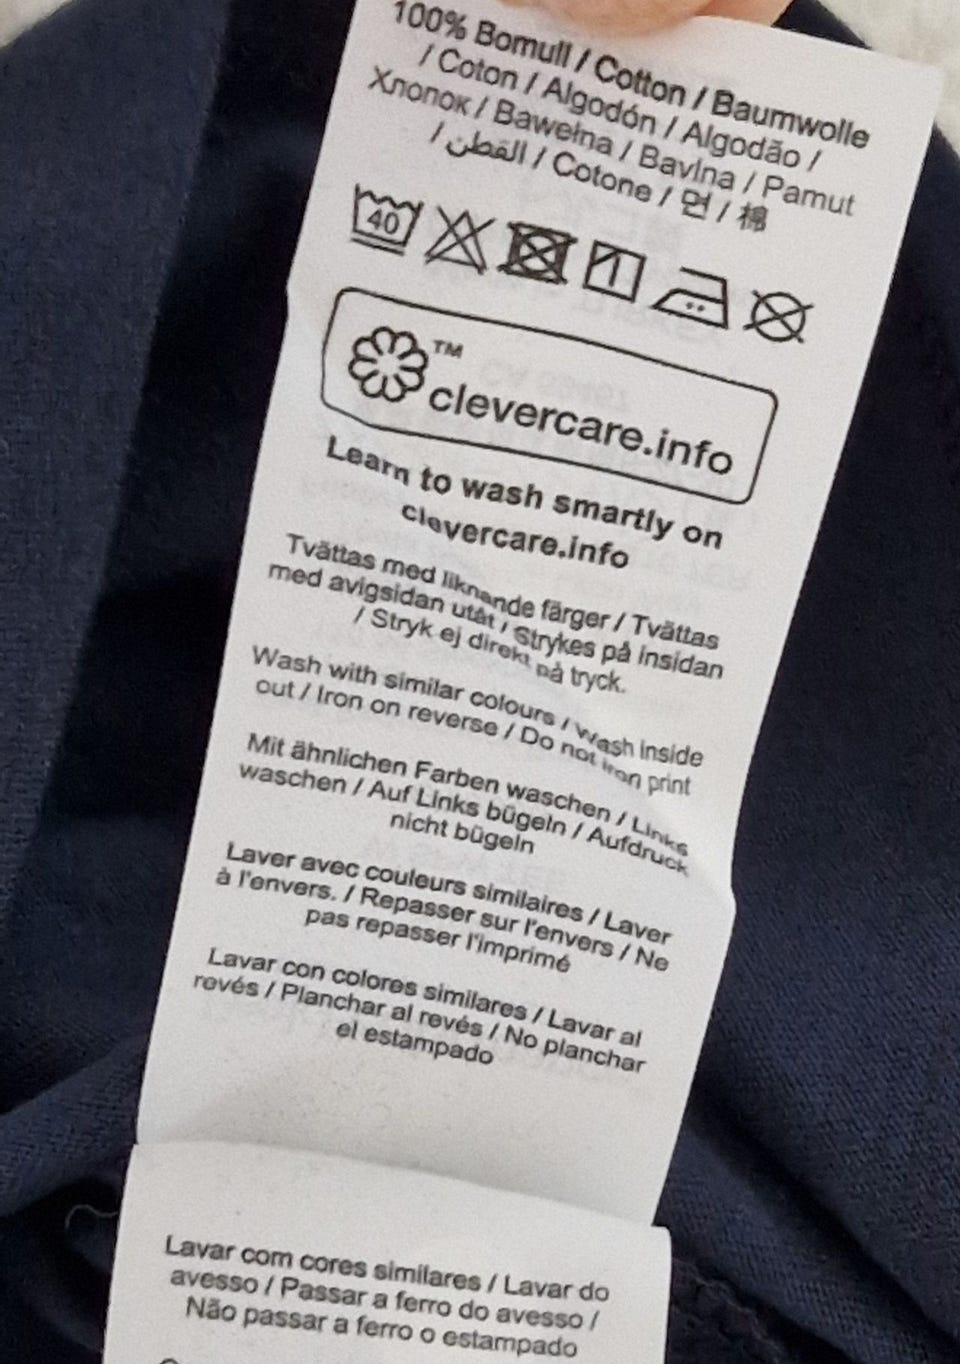 100% Bomull / Cotton / Baumwolle
/ Coton / Algodón / Algodão /
Хлопок / Bawełna / Bavlna / Pamut
/ القطن / Cotone / 면 / 棉
40
TM
clevercare.info
Learn to wash smartly on
clevercare.info
Tvättas med liknande färger / Tvättas
med avigsidan utåt / Strykes på insidan
/ Stryk ej direkt på tryck.
Wash with similar colours / Wash inside
out / Iron on reverse / Do not iron print
Mit ähnlichen Farben waschen / Links
waschen / Auf Links bügeln / Aufdruck
nicht bügeln
Laver avec couleurs similaires / Laver
à l'envers. / Repasser sur l'envers / Ne
pas repasser l'imprimé
Lavar con colores similares / Lavar al
revés / Planchar al revés / No planchar
el estampado
Lavar com cores similares / Lavar do
avesso / Passar a ferro do avesso /
Não passar a ferro o estampado